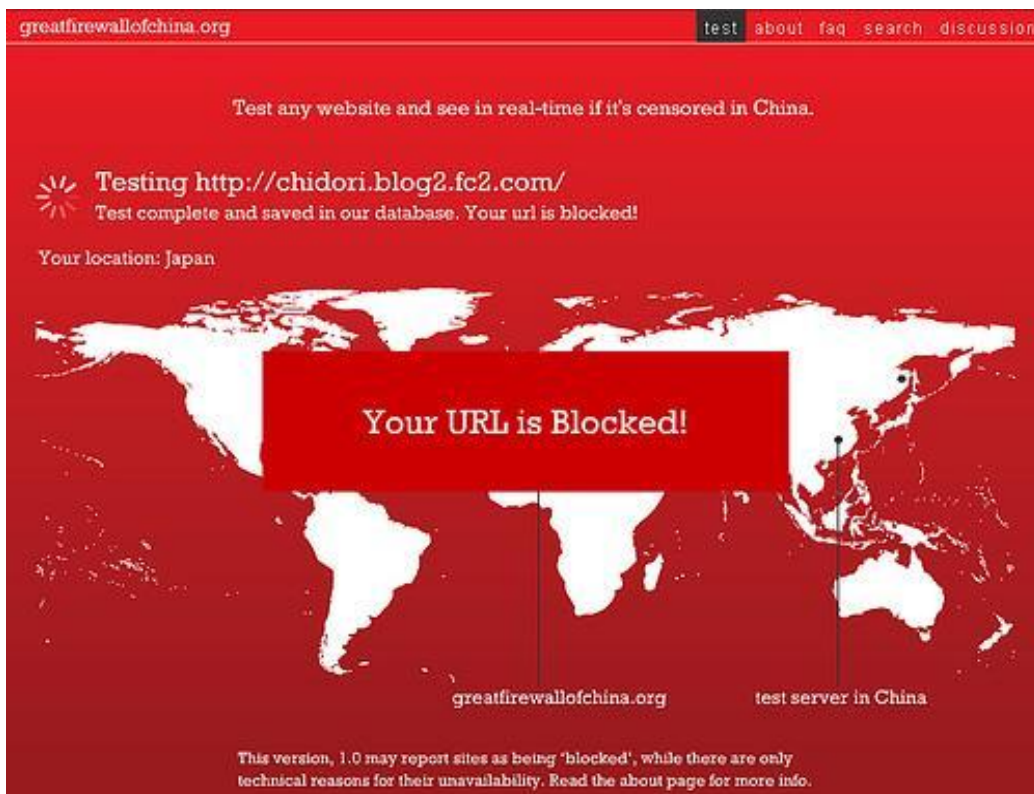 greatfirewallofchina.org
test about faq search discussion
Test any website and see in real-time if it's censored in China.
Testing http://chidori.blog2.fc2.com/
Test complete and saved in our database. Your url is blocked!
Your location: Japan
Your URL is Blocked!
greatfirewallofchina.org
test server in China
This version, 1.0 may report sites as being 'blocked', while there are only
technical reasons for their unavailability. Read the about page for more info.